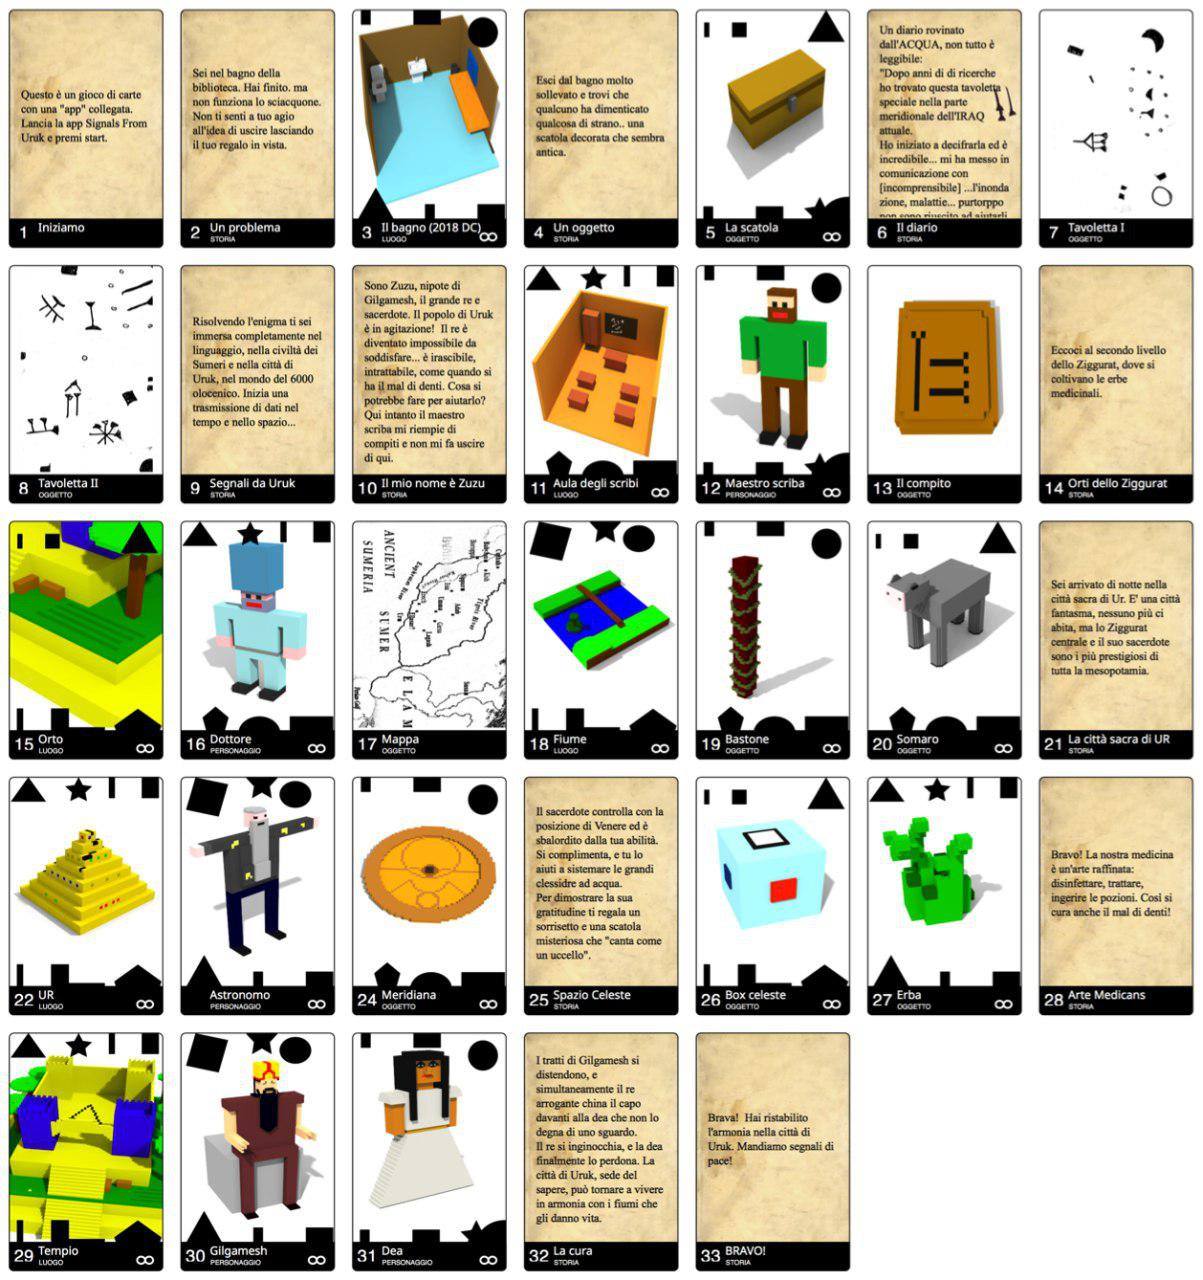 Questo è un gioco di carte
con una "app" collegata.
Lancia la app Signals From
Uruk e premi start.
1 Iniziamo
Sei nel bagno della
biblioteca. Hai finito. ma
non funziona lo sciacquone.
Non ti senti a tuo agio
all'idea di uscire lasciando
il tuo regalo in vista.
2 Un problema
STORIA
3 Il bagno (2018 DC)
LUOGO
Esci dal bagno molto
sollevato e trovi che
qualcuno ha dimenticato
qualcosa di strano.. una
scatola decorata che sembra
antica.
4 Un oggetto
STORIA
5 La scatola
OGGETTO
Un diario rovinato
dall'ACQUA, non tutto è
leggibile:
"Dopo anni di di ricerche
ho trovato questa tavoletta
speciale nella parte
meridionale dell'IRAQ
attuale.
Ho iniziato a decifrarla ed è
incredibile... mi ha messo in
comunicazione con
[incomprensibile] ...l'inonda
zione, malattie... purtorppo
non sono riuscito ad aiutarli
6 Il diario
STORIA
7 Tavoletta I
OGGETTO
8 Tavoletta II
OGGETTO
Risolvendo l'enigma ti sei
immersa completamente nel
linguaggio, nella civiltà dei
Sumeri e nella città di
Uruk, nel mondo del 6000
olocenico. Inizia una
trasmissione di dati nel
tempo e nello spazio...
9 Segnali da Uruk
STORIA
Sono Zuzu, nipote di
Gilgamesh, il grande re e
sacerdote. Il popolo di Uruk
è in agitazione! Il re è
diventato impossibile da
soddisfare... è irascibile,
intrattabile, come quando si
ha il mal di denti. Cosa si
potrebbe fare per aiutarlo?
Qui intanto il maestro
scriba mi riempie di
compiti e non mi fa uscire
di qui.
10 Il mio nome è Zuzu
STORIA
11 Aula degli scribi
LUOGO
12 Maestro scriba
PERSONAGGIO
13 Il compito
OGGETTO
Eccoci al secondo livello
dello Ziggurat, dove si
coltivano le erbe
medicinali.
14 Orti dello Ziggurat
STORIA
15 Orto
LUOGO
16 Dottore
PERSONAGGIO
ANCIENT
SUMERIA
SUMER
ELAM
17 Mappa
OGGETTO
18 Fiume
LUOGO
19 Bastone
OGGETTO
20 Somaro
OGGETTO
Sei arrivato di notte nella
città sacra di Ur. E' una città
fantasma, nessuno più ci
abita, ma lo Ziggurat
centrale e il suo sacerdote
sono i più prestigiosi di
tutta la mesopotamia.
21 La città sacra di UR
STORIA
22 UR
LUOGO
Astronomo
PERSONAGGIO
24 Meridiana
OGGETTO
Il sacerdote controlla con la
posizione di Venere ed è
sbalordito dalla tua abilità.
Si complimenta, e tu lo
aiuti a sistemare le grandi
clessidre ad acqua.
Per dimostrare la sua
gratitudine ti regala un
sorrisetto e una scatola
misteriosa che "canta come
un uccello".
25 Spazio Celeste
STORIA
26 Box celeste
OGGETTO
27 Erba
OGGETTO
Bravo! La nostra medicina
è un'arte raffinata:
disinfettare, trattare,
ingerire le pozioni. Così si
cura anche il mal di denti!
28 Arte Medicans
STORIA
29 Tempio
LUOGO
30 Gilgamesh
PERSONAGGIO
31 Dea
PERSONAGGIO
I tratti di Gilgamesh si
distendono, e
simultaneamente il re
arrogante china il capo
davanti alla dea che non lo
degna di uno sguardo.
Il re si inginocchia, e la dea
finalmente lo perdona. La
città di Uruk, sede del
sapere, può tornare a vivere
in armonia con i fiumi che
gli danno vita.
32 La cura
STORIA
Brava! Hai ristabilito
l'armonia nella città di
Uruk. Mandiamo segnali di
pace!
33 BRAVO!
STORIA